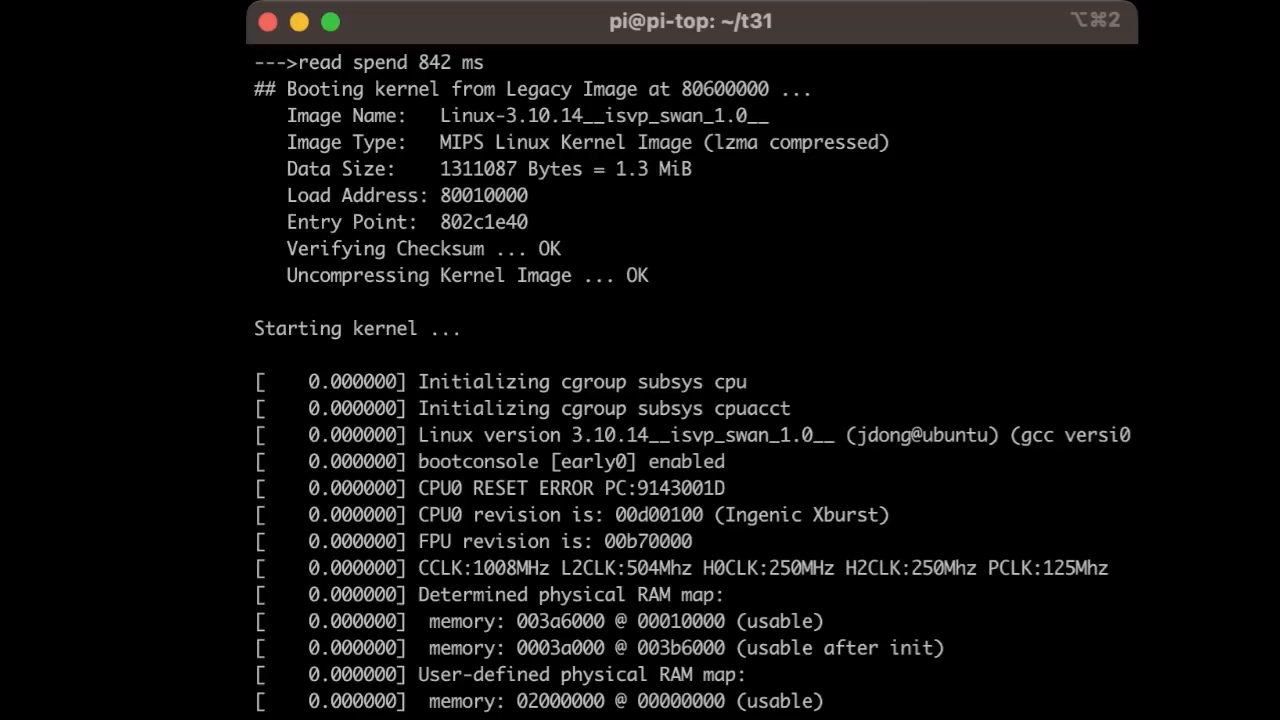 pi@pi-top: ~/t31
⌥⌘2
--->read spend 842 ms
## Booting kernel from Legacy Image at 80600000 ...
   Image Name:   Linux-3.10.14__isvp_swan_1.0__
   Image Type:   MIPS Linux Kernel Image (lzma compressed)
   Data Size:    1311087 Bytes = 1.3 MiB
   Load Address: 80010000
   Entry Point:  802c1e40
   Verifying Checksum ... OK
   Uncompressing Kernel Image ... OK

Starting kernel ...

[    0.000000] Initializing cgroup subsys cpu
[    0.000000] Initializing cgroup subsys cpuacct
[    0.000000] Linux version 3.10.14__isvp_swan_1.0__ (jdong@ubuntu) (gcc versi0
[    0.000000] bootconsole [early0] enabled
[    0.000000] CPU0 RESET ERROR PC:9143001D
[    0.000000] CPU0 revision is: 00d00100 (Ingenic Xburst)
[    0.000000] FPU revision is: 00b70000
[    0.000000] CCLK:1008MHz L2CLK:504Mhz H0CLK:250MHz H2CLK:250Mhz PCLK:125Mhz
[    0.000000] Determined physical RAM map:
[    0.000000]  memory: 003a6000 @ 00010000 (usable)
[    0.000000]  memory: 0003a000 @ 003b6000 (usable after init)
[    0.000000] User-defined physical RAM map:
[    0.000000]  memory: 02000000 @ 00000000 (usable)